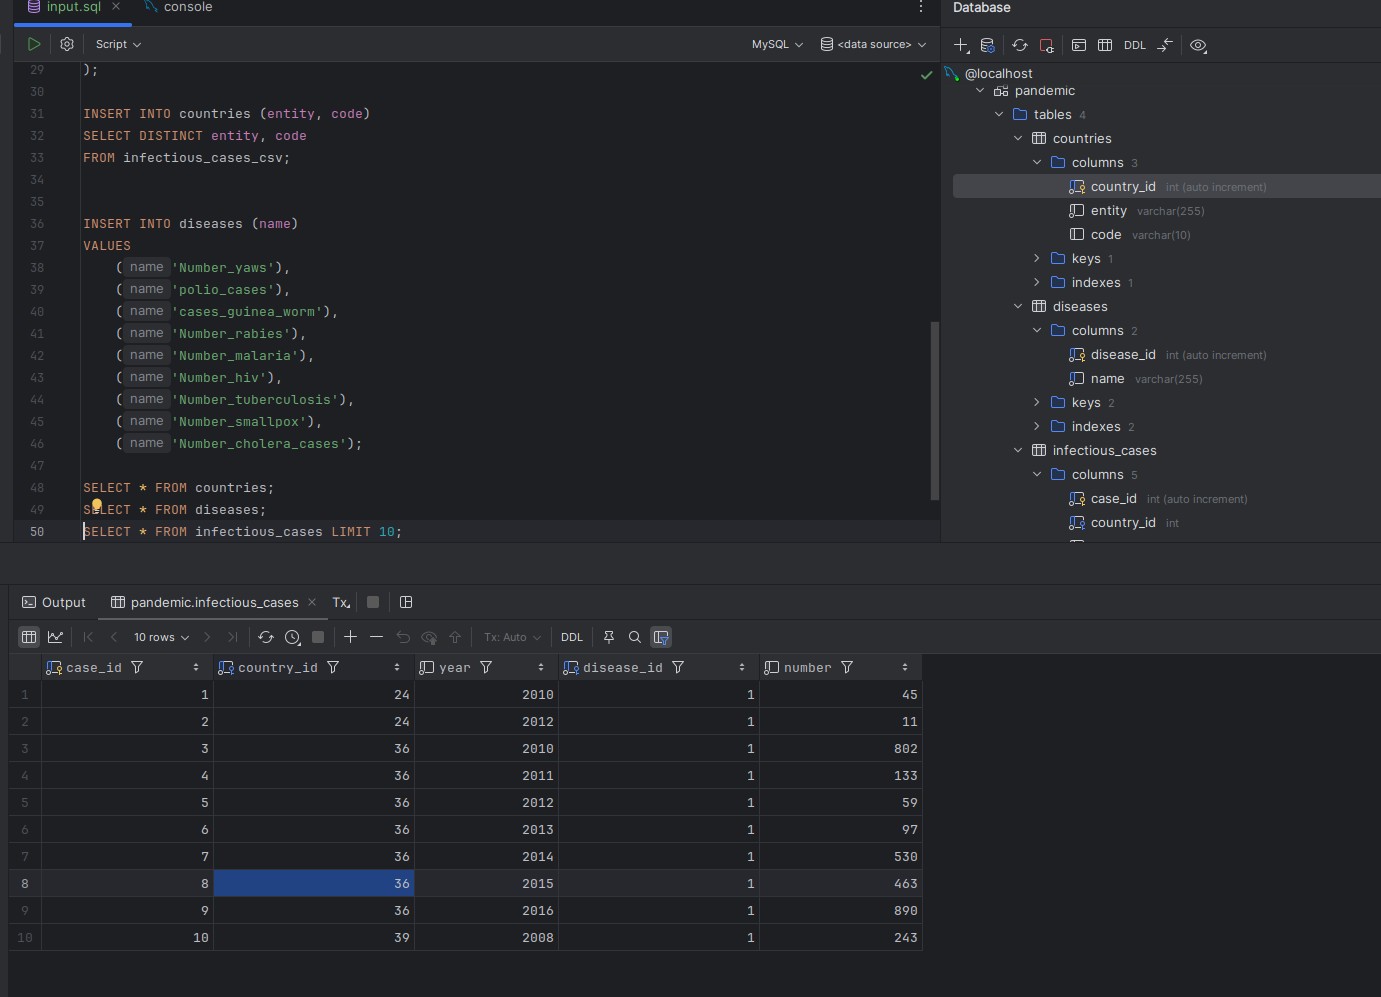 input.sql
console
Script
MySQL
<data source>
29 );
30
31 INSERT INTO countries (entity, code)
32 SELECT DISTINCT entity, code
33 FROM infectious_cases_csv;
34
35
36 INSERT INTO diseases (name)
37 VALUES
38 ( name 'Number_yaws'),
39 ( name 'polio_cases'),
40 ( name 'cases_guinea_worm'),
41 ( name 'Number_rabies'),
42 ( name 'Number_malaria'),
43 ( name 'Number_hiv'),
44 ( name 'Number_tuberculosis'),
45 ( name 'Number_smallpox'),
46 ( name 'Number_cholera_cases');
47
48 SELECT * FROM countries;
49 SELECT * FROM diseases;
50 SELECT * FROM infectious_cases LIMIT 10;
Database
DDL
@localhost
pandemic
tables 4
countries
columns 3
country_id int (auto increment)
entity varchar(255)
code varchar(10)
keys 1
indexes 1
diseases
columns 2
disease_id int (auto increment)
name varchar(255)
keys 2
indexes 2
infectious_cases
columns 5
case_id int (auto increment)
country_id int
Output
pandemic.infectious_cases
Tx
10 rows
Tx: Auto
DDL
case_id country_id year disease_id number
1 1 24 2010 1 45
2 2 24 2012 1 11
3 3 36 2010 1 802
4 4 36 2011 1 133
5 5 36 2012 1 59
6 6 36 2013 1 97
7 7 36 2014 1 530
8 8 36 2015 1 463
9 9 36 2016 1 890
10 10 39 2008 1 243